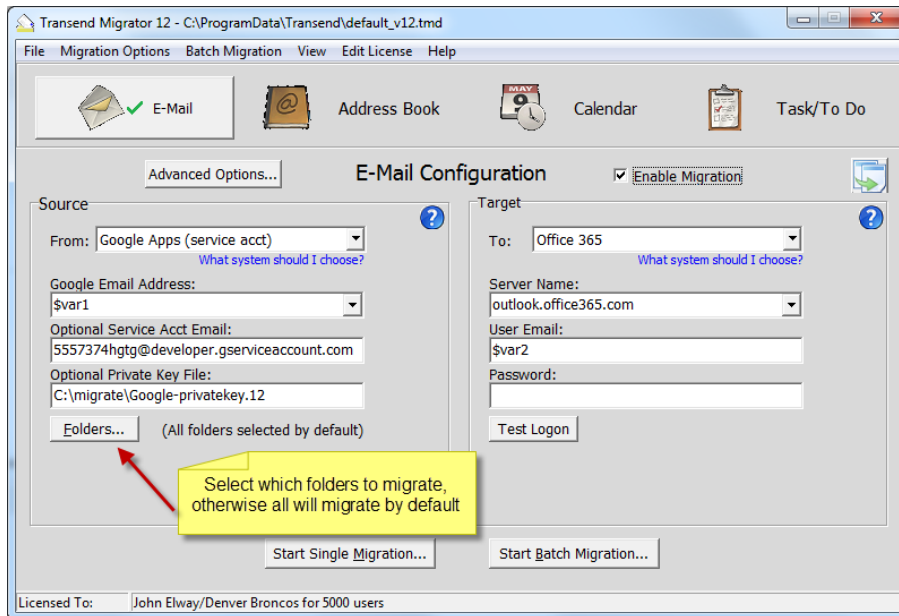 Transend Migrator 12 - C:\ProgramData\Transend\default_v12.tmd
File Migration Options Batch Migration View Edit License Help
E-Mail
MAY
9
Address Book
Calendar
Task/To Do
Advanced Options...
E-Mail Configuration
Enable Migration
Source
From: Google Apps (service acct)
What system should I choose?
Google Email Address:
$var1
Optional Service Acct Email:
5557374hgtg@developer.gserviceaccount.com
Optional Private Key File:
C:\migrate\Google-privatekey.12
Folders... (All folders selected by default)
Select which folders to migrate,
otherwise all will migrate by default
Target
To: Office 365
What system should I choose?
Server Name:
outlook.office365.com
User Email:
$var2
Password:
Test Logon
Start Single Migration... Start Batch Migration...
Licensed To: John Elway/Denver Broncos for 5000 users